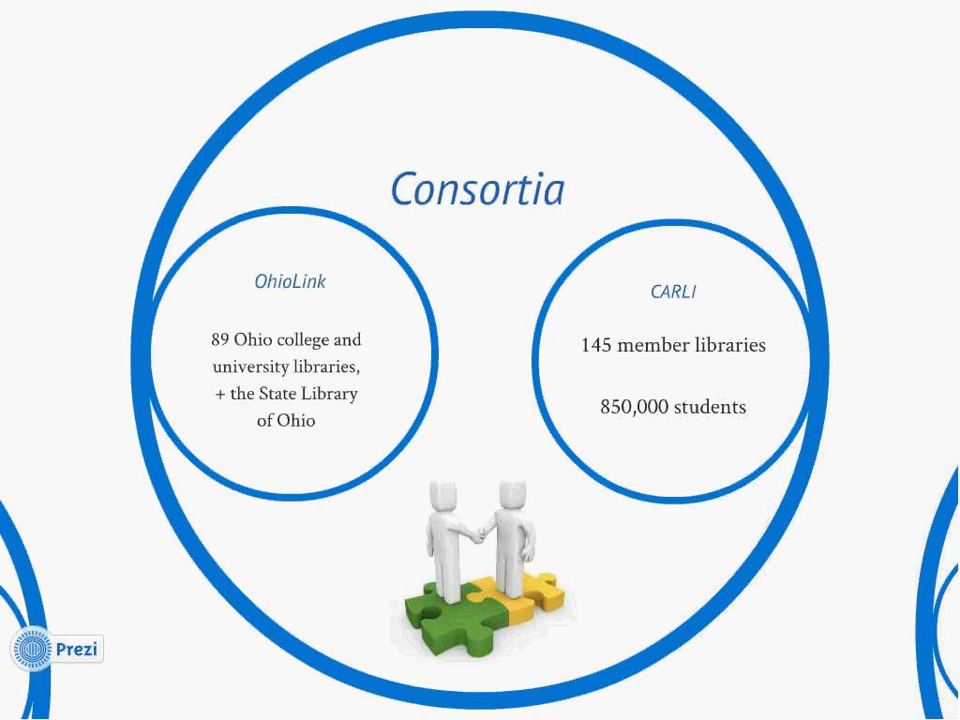 Consortia
OhioLink
89 Ohio college and
university libraries,
+ the State Library
of Ohio
CARLI
145 member libraries
850,000 students
Prezi